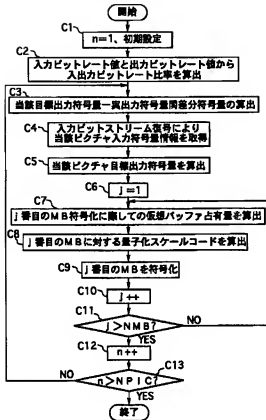 開始
C1
n=1、初期設定
C2
入力ビットレート値と出力ビットレート値から
入出力ビットレート比率を算出
C3
当該目標出力符号量ー実出力符号量間差分符号量の算出
C4
入力ビットストリーム復号により
当該ピクチャ入力符号量情報を取得
C5
当該ピクチャ目標出力符号量を算出
C6
j=1
C7
j番目のMB符号化に際しての仮想バッファ占有量を算出
C8
j番目のMBに対する量子化スケールコードを算出
C9
j番目のMBを符号化
C10
j++
C11
j>NMB?
NO
YES
C12
n++
C13
NO
n>NPIC?
YES
終了